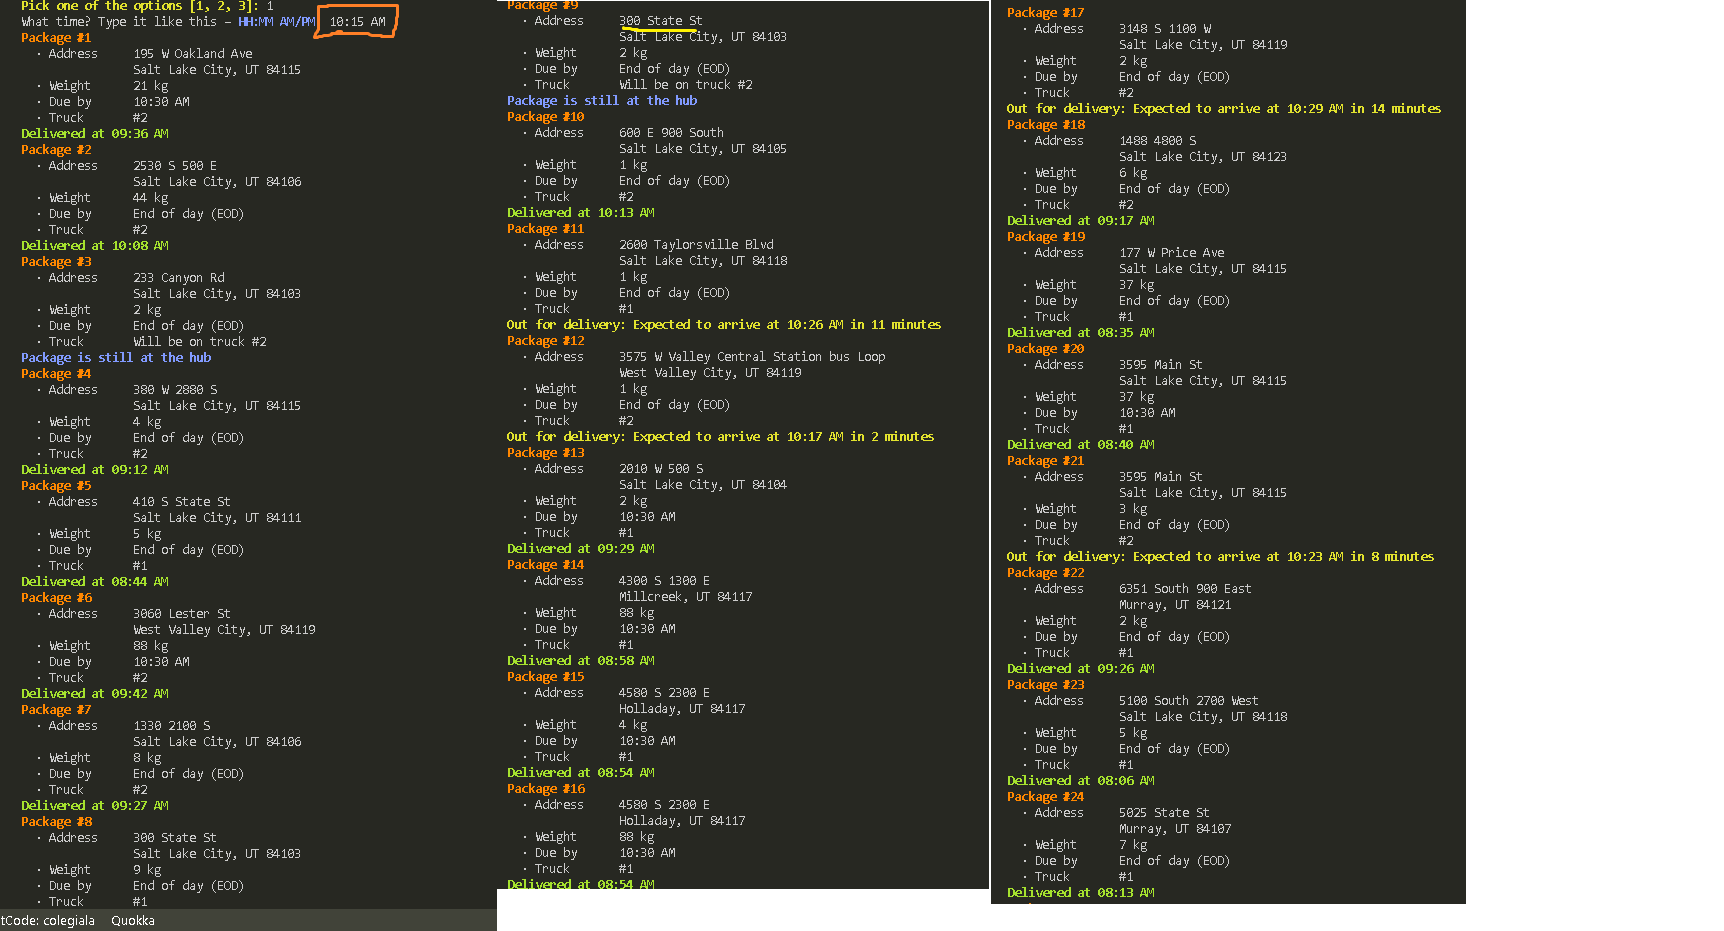 Pick one of the options [1, 2, 3]: 1
What time? Type it like this – HH:MM AM/PM 10:15 AM
Package #1
· Address 195 W Oakland Ave
Salt Lake City, UT 84115
· Weight 21 kg
· Due by 10:30 AM
· Truck #2
Delivered at 09:36 AM
Package #2
· Address 2530 S 500 E
Salt Lake City, UT 84106
· Weight 44 kg
· Due by End of day (EOD)
· Truck #2
Delivered at 10:08 AM
Package #3
· Address 233 Canyon Rd
Salt Lake City, UT 84103
· Weight 2 kg
· Due by End of day (EOD)
· Truck Will be on truck #2
Package is still at the hub
Package #4
· Address 380 W 2880 S
Salt Lake City, UT 84115
· Weight 4 kg
· Due by End of day (EOD)
· Truck #2
Delivered at 09:12 AM
Package #5
· Address 410 S State St
Salt Lake City, UT 84111
· Weight 5 kg
· Due by End of day (EOD)
· Truck #1
Delivered at 08:44 AM
Package #6
· Address 3060 Lester St
West Valley City, UT 84119
· Weight 88 kg
· Due by 10:30 AM
· Truck #2
Delivered at 09:42 AM
Package #7
· Address 1330 2100 S
Salt Lake City, UT 84106
· Weight 8 kg
· Due by End of day (EOD)
· Truck #2
Delivered at 09:27 AM
Package #8
· Address 300 State St
Salt Lake City, UT 84103
· Weight 9 kg
· Due by End of day (EOD)
· Truck #1
tCode: colegiala Quokka
Package #9
· Address 300 State St
Salt Lake City, UT 84103
· Weight 2 kg
· Due by End of day (EOD)
· Truck Will be on truck #2
Package is still at the hub
Package #10
· Address 600 E 900 South
Salt Lake City, UT 84105
· Weight 1 kg
· Due by End of day (EOD)
· Truck #2
Delivered at 10:13 AM
Package #11
· Address 2600 Taylorsville Blvd
Salt Lake City, UT 84118
· Weight 1 kg
· Due by End of day (EOD)
· Truck #1
Out for delivery: Expected to arrive at 10:26 AM in 11 minutes
Package #12
· Address 3575 W Valley Central Station bus Loop
West Valley City, UT 84119
· Weight 1 kg
· Due by End of day (EOD)
· Truck #2
Out for delivery: Expected to arrive at 10:17 AM in 2 minutes
Package #13
· Address 2010 W 500 S
Salt Lake City, UT 84104
· Weight 2 kg
· Due by 10:30 AM
· Truck #1
Delivered at 09:29 AM
Package #14
· Address 4300 S 1300 E
Millcreek, UT 84117
· Weight 88 kg
· Due by 10:30 AM
· Truck #1
Delivered at 08:58 AM
Package #15
· Address 4580 S 2300 E
Holladay, UT 84117
· Weight 4 kg
· Due by 10:30 AM
· Truck #1
Delivered at 08:54 AM
Package #16
· Address 4580 S 2300 E
Holladay, UT 84117
· Weight 88 kg
· Due by 10:30 AM
· Truck #1
Delivered at 08:54 AM
Package #17
· Address 3148 S 1100 W
Salt Lake City, UT 84119
· Weight 2 kg
· Due by End of day (EOD)
· Truck #2
Out for delivery: Expected to arrive at 10:29 AM in 14 minutes
Package #18
· Address 1488 4800 S
Salt Lake City, UT 84123
· Weight 6 kg
· Due by End of day (EOD)
· Truck #2
Delivered at 09:17 AM
Package #19
· Address 177 W Price Ave
Salt Lake City, UT 84115
· Weight 37 kg
· Due by End of day (EOD)
· Truck #1
Delivered at 08:35 AM
Package #20
· Address 3595 Main St
Salt Lake City, UT 84115
· Weight 37 kg
· Due by 10:30 AM
· Truck #1
Delivered at 08:40 AM
Package #21
· Address 3595 Main St
Salt Lake City, UT 84115
· Weight 3 kg
· Due by End of day (EOD)
· Truck #2
Out for delivery: Expected to arrive at 10:23 AM in 8 minutes
Package #22
· Address 6351 South 900 East
Murray, UT 84121
· Weight 2 kg
· Due by End of day (EOD)
· Truck #1
Delivered at 09:26 AM
Package #23
· Address 5100 South 2700 West
Salt Lake City, UT 84118
· Weight 5 kg
· Due by End of day (EOD)
· Truck #1
Delivered at 08:06 AM
Package #24
· Address 5025 State St
Murray, UT 84107
· Weight 7 kg
· Due by End of day (EOD)
· Truck #1
Delivered at 08:13 AM